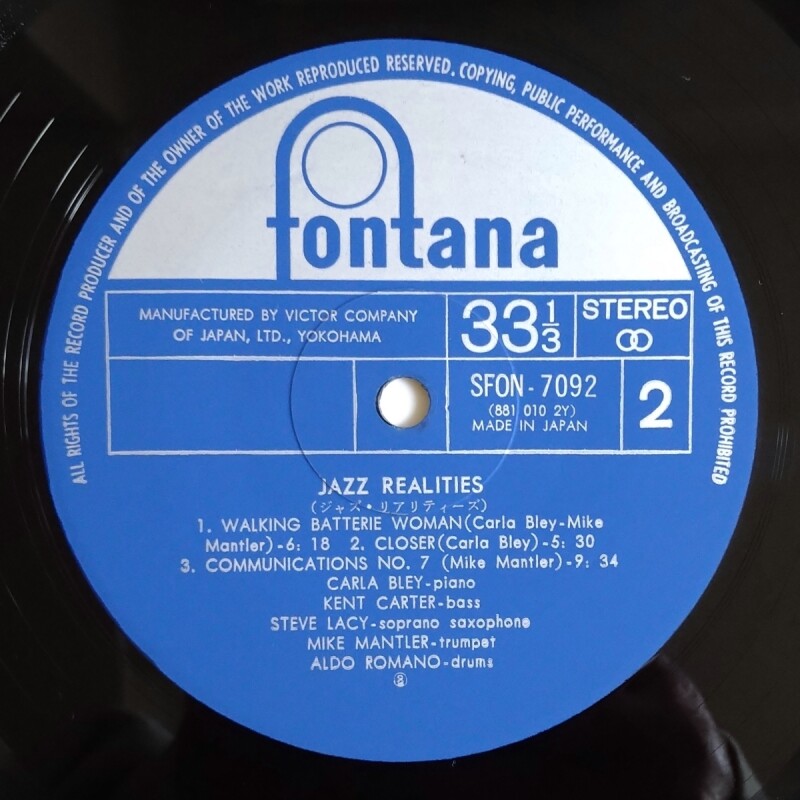 ALL RIGHTS OF THE RECORD PRODUCER AND OF THE OWNER OF THE WORK REPRODUCED RESERVED. COPYING, PUBLIC PERFORMANCE AND BROADCASTING OF THIS RECORD PROHIBITED
fontana
MANUFACTURED BY VICTOR COMPANY
OF JAPAN, LTD., YOKOHAMA
33 1/3
STEREO
SFON-7092
(881 010 2Y)
MADE IN JAPAN
2
JAZZ REALITIES
(ジャズ・リアリティーズ)
1. WALKING BATTERIE WOMAN(Carla Bley-Mike
Mantler)-6: 18 2. CLOSER(Carla Bley)-5: 30
3. COMMUNICATIONS NO. 7 (Mike Mantler)-9: 34
CARLA BLEY-piano
KENT CARTER-bass
STEVE LACY-soprano saxophone
MIKE MANTLER-trumpet
ALDO ROMANO-drums